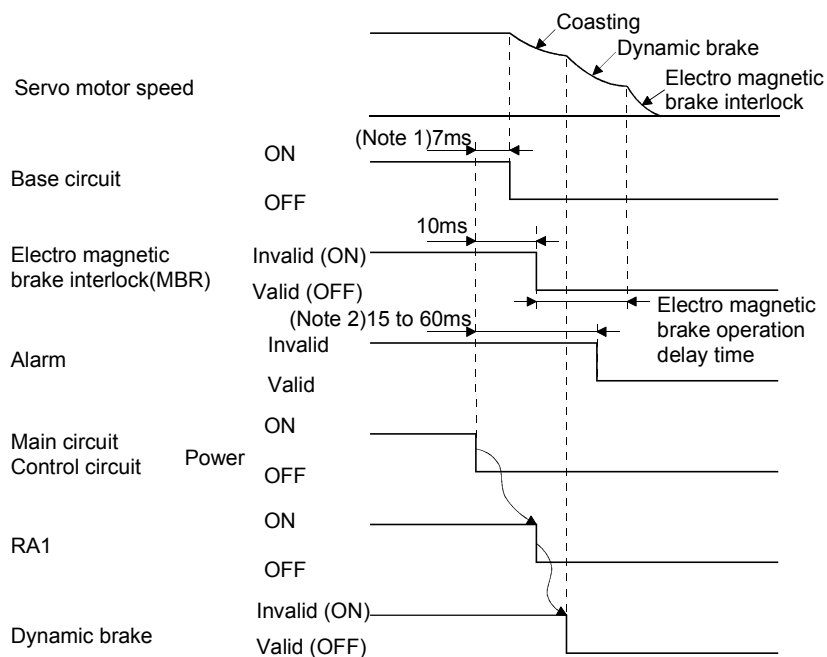 Coasting
Dynamic brake
Electro magnetic
brake interlock
Servo motor speed
(Note 1)7ms
ON
Base circuit
OFF
10ms
Electro magnetic
brake interlock(MBR)
Invalid (ON)
Valid (OFF)
Electro magnetic
brake operation
delay time
(Note 2)15 to 60ms
Invalid
Alarm
Valid
ON
Main circuit
Control circuit
Power
OFF
ON
RA1
OFF
Invalid (ON)
Dynamic brake
Valid (OFF)